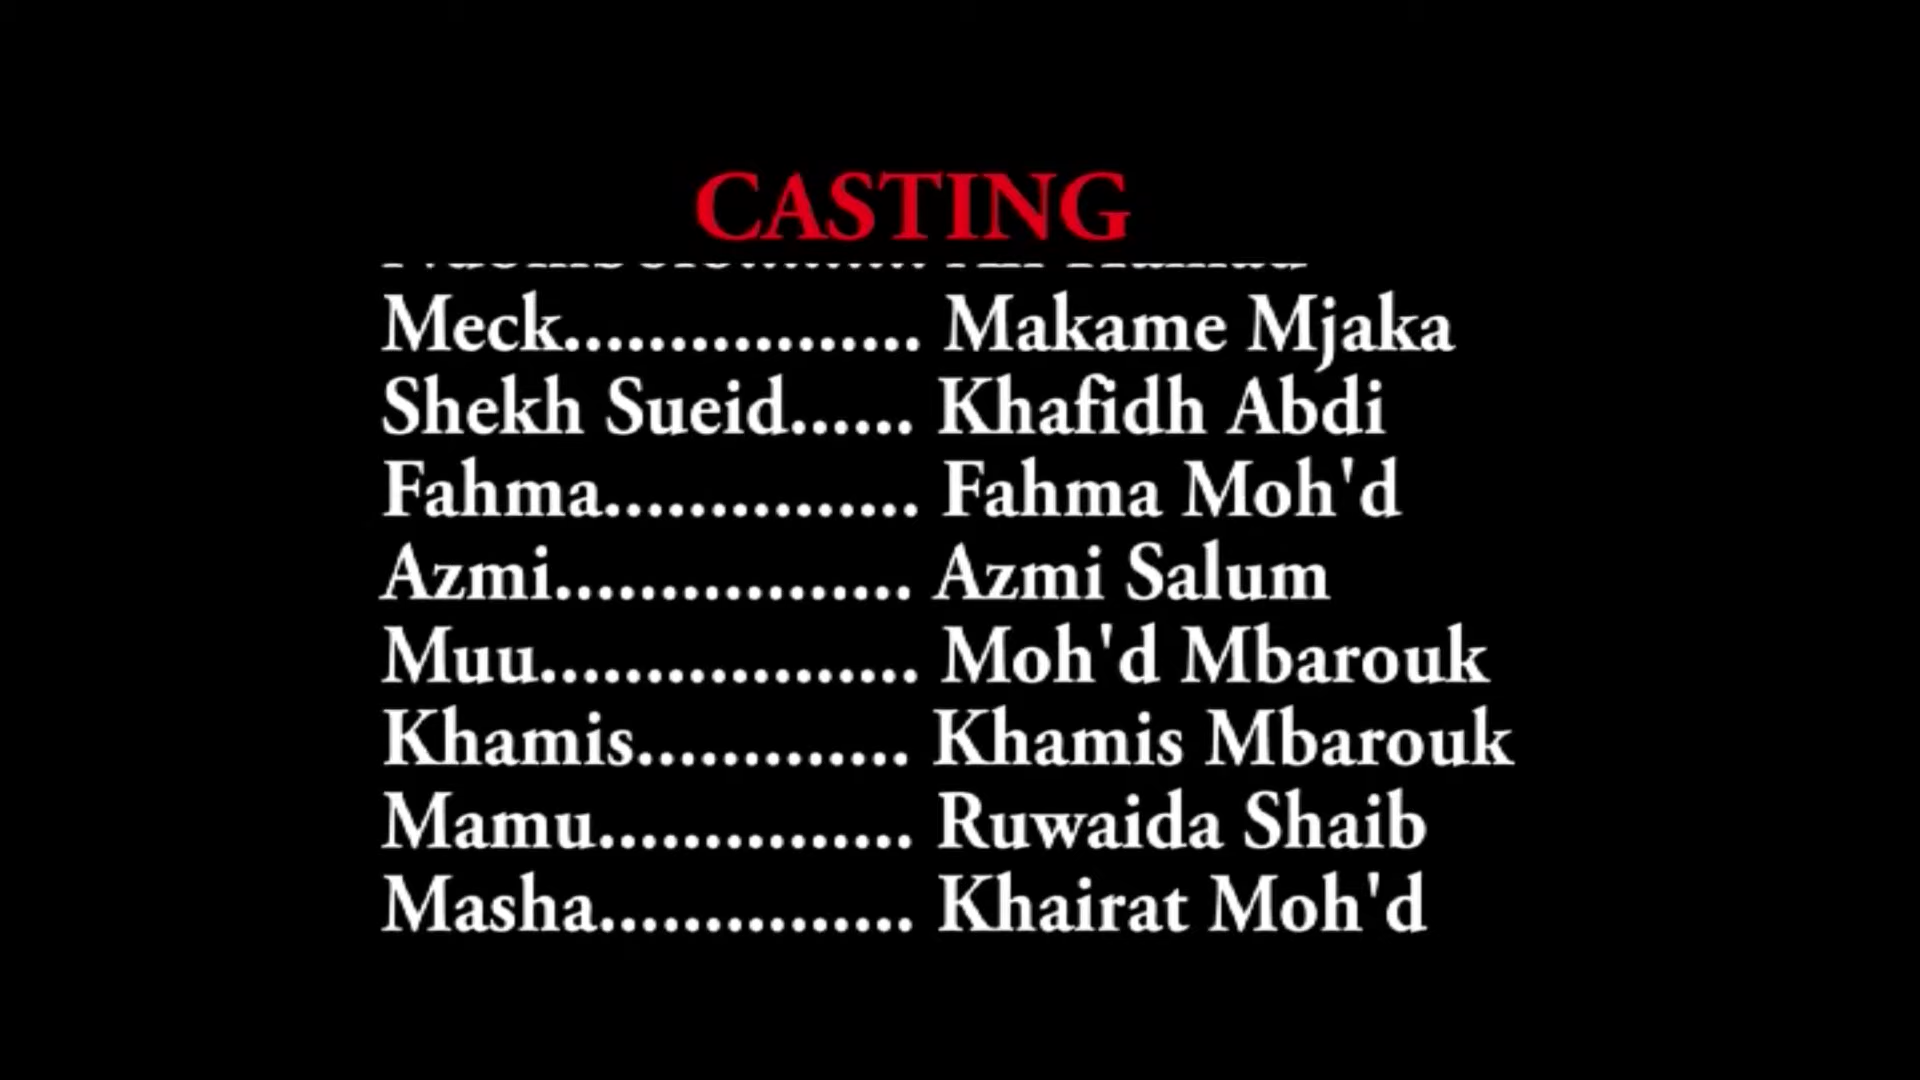 CASTING
Meck................. Makame Mjaka
Shekh Sueid...... Khafidh Abdi
Fahma............... Fahma Moh'd
Azmi................. Azmi Salum
Muu.................. Moh'd Mbarouk
Khamis............. Khamis Mbarouk
Mamu............... Ruwaida Shaib
Masha............... Khairat Moh'd